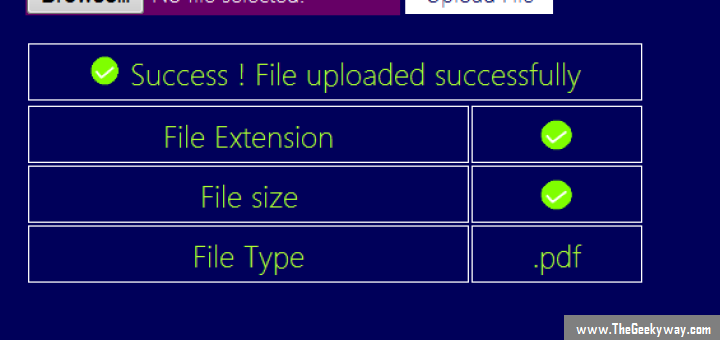 Browse... No file selected. Upload File
Success ! File uploaded successfully
File Extension
File size
File Type .pdf
www.TheGeekyway.com